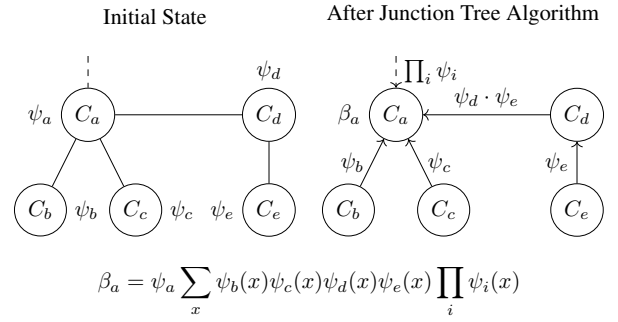 Initial State After Junction Tree Algorithm
ψ_d ∏_i ψ_i
ψ_a C_a C_d β_a C_a ψ_d · ψ_e C_d
ψ_b ψ_c ψ_e
C_b ψ_b C_c ψ_c ψ_e C_e C_b C_c C_e
β_a = ψ_a ∑_x ψ_b(x)ψ_c(x)ψ_d(x)ψ_e(x) ∏_i ψ_i(x)